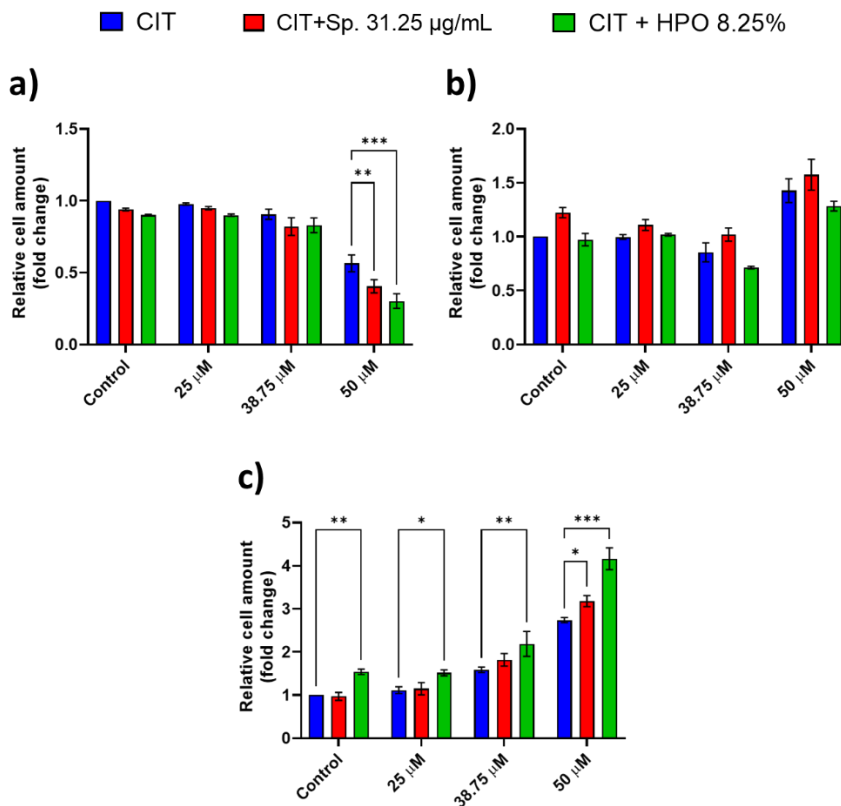 CIT
CIT+Sp. 31.25 µg/mL
CIT + HPO 8.25%
a)
Relative cell amount
(fold change)
1.5
1.0
0.5
0.0
***
**
Control
25 µM
38.75 µM
50 µM
b)
Relative cell amount
(fold change)
2.0
1.5
1.0
0.5
0.0
Control
25 µM
38.75 µM
50 µM
c)
Relative cell amount
(fold change)
5
4
3
2
1
0
**
*
**
***
*
Control
25 µM
38.75 µM
50 µM